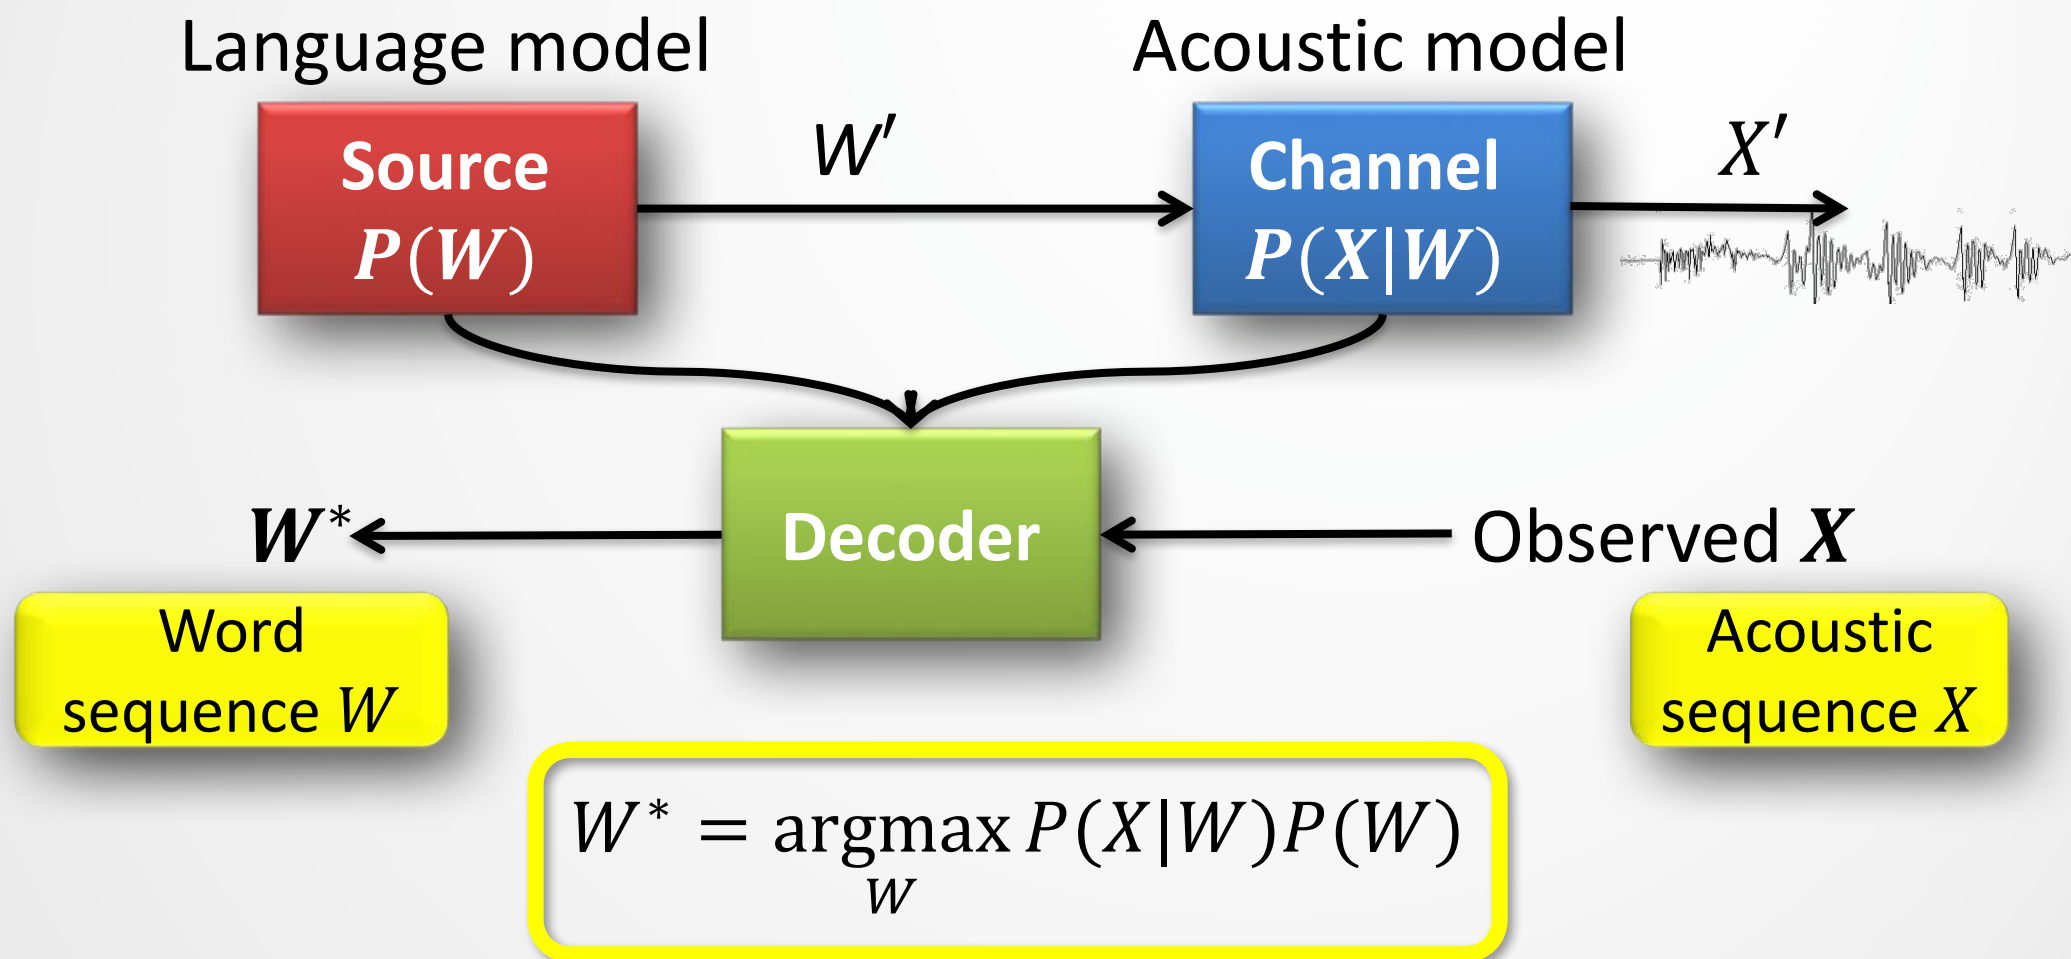 Language model
Acoustic model
Source
P(W)
W′
Channel
P(X|W)
X′
Decoder
W*
Observed X
Word
sequence W
Acoustic
sequence X
W* = argmax P(X|W)P(W)
W